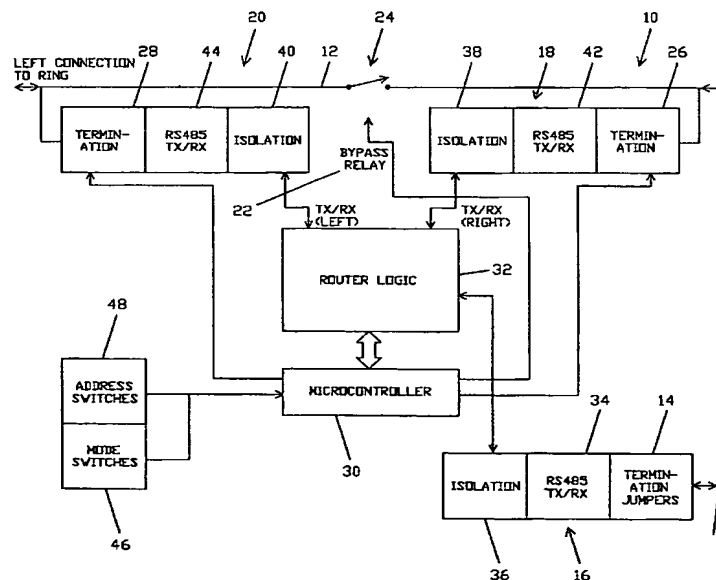 20
24
10
LEFT CONNECTION
TO RING
28
44
40
12
38
18
42
26
TERMIN-
ATION
RS485
TX/RX
ISOLATION
ISOLATION
RS485
TX/RX
TERMIN-
ATION
BYPASS
RELAY
22
TX/RX
(LEFT)
TX/RX
(RIGHT)
ROUTER LOGIC
32
48
ADDRESS
SWITCHES
MODE
SWITCHES
46
MICROCONTROLLER
30
34
14
ISOLATION
RS485
TX/RX
TERMIN-
ATION
JUMPERS
36
16